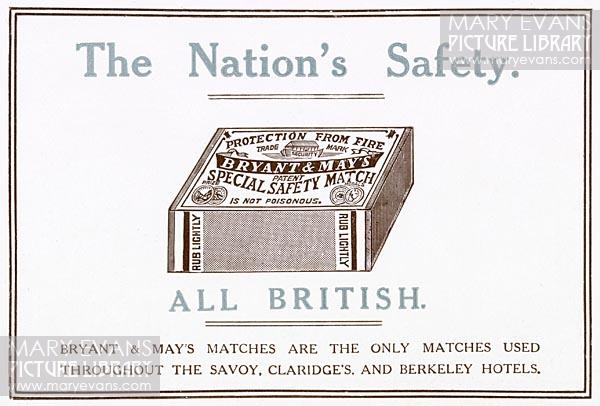 MARY EVANS
PICTURE LIBRARY
www.maryevans.com
The Nation's Safety.
PROTECTION FROM FIRE
TRADE MARK
SECURITY
BRYANT & MAY'S
PATENT
SPECIAL SAFETY MATCH
IS NOT POISONOUS.
RUB LIGHTLY
RUB LIGHTLY
ALL BRITISH.
MARY EVANS
PICTURE LIBRARY
www.maryevans.com
BRYANT & MAY'S MATCHES ARE THE ONLY MATCHES USED
THROUGHOUT THE SAVOY, CLARIDGE'S, AND BERKELEY HOTELS.